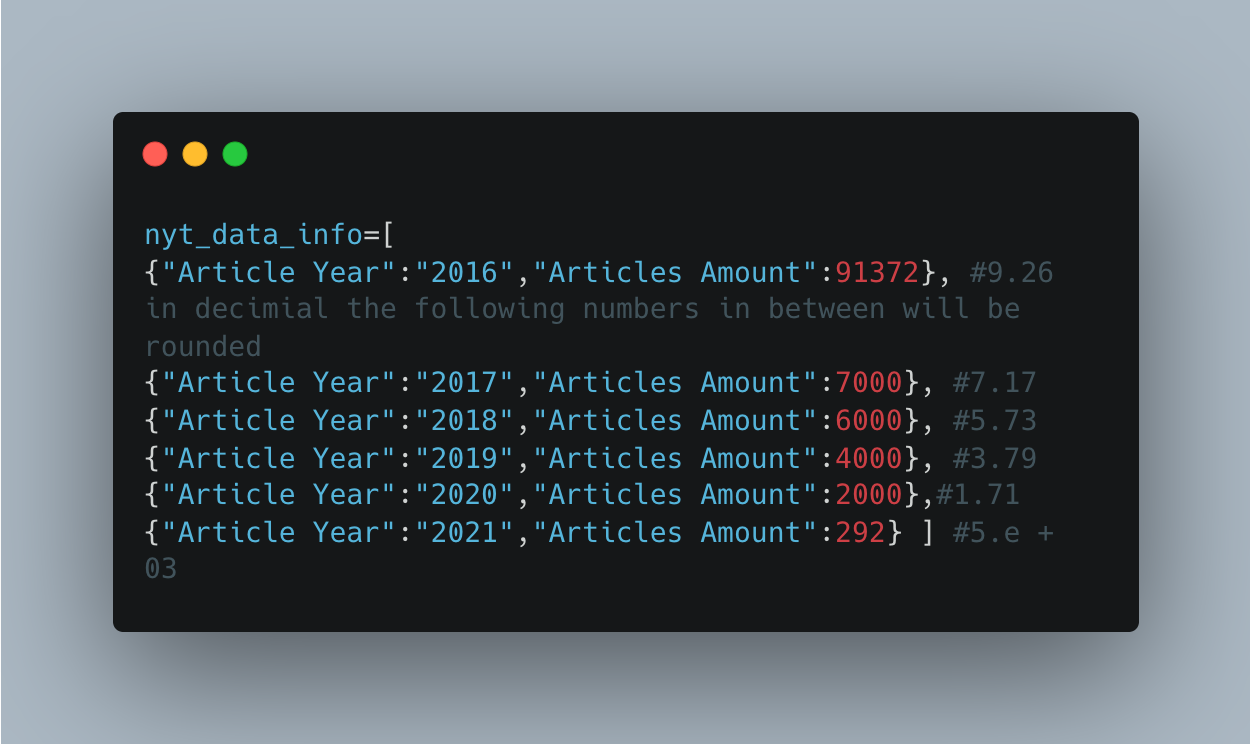 nyt_data_info=[
{"Article Year":"2016","Articles Amount":91372}, #9.26
in decimial the following numbers in between will be
rounded
{"Article Year":"2017","Articles Amount":7000}, #7.17
{"Article Year":"2018","Articles Amount":6000}, #5.73
{"Article Year":"2019","Articles Amount":4000}, #3.79
{"Article Year":"2020","Articles Amount":2000},#1.71
{"Article Year":"2021","Articles Amount":292} ] #5.e +
03